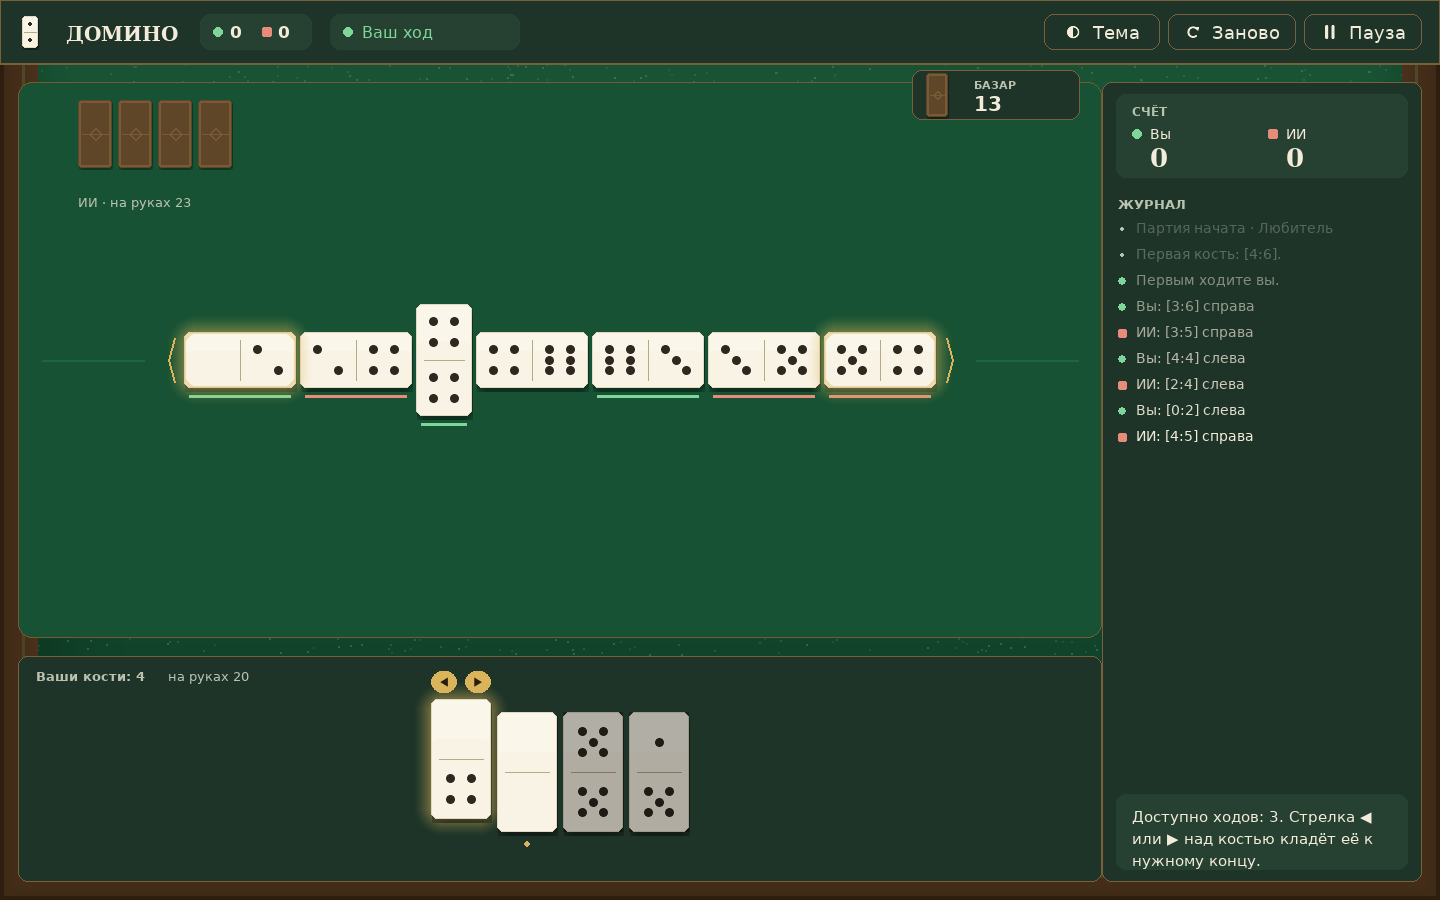 ДОМИНО
0 0
Ваш ход
Тема
Заново
Пауза
БАЗАР
13
ИИ · на руках 23
СЧЁТ
Вы ИИ
0 0
ЖУРНАЛ
Партия начата · Любитель
Первая кость: [4:6].
Первым ходите вы.
Вы: [3:6] справа
ИИ: [3:5] справа
Вы: [4:4] слева
ИИ: [2:4] слева
Вы: [0:2] слева
ИИ: [4:5] справа
Ваши кости: 4 на руках 20
Доступно ходов: 3. Стрелка ◀
или ▶ над костью кладёт её к
нужному концу.